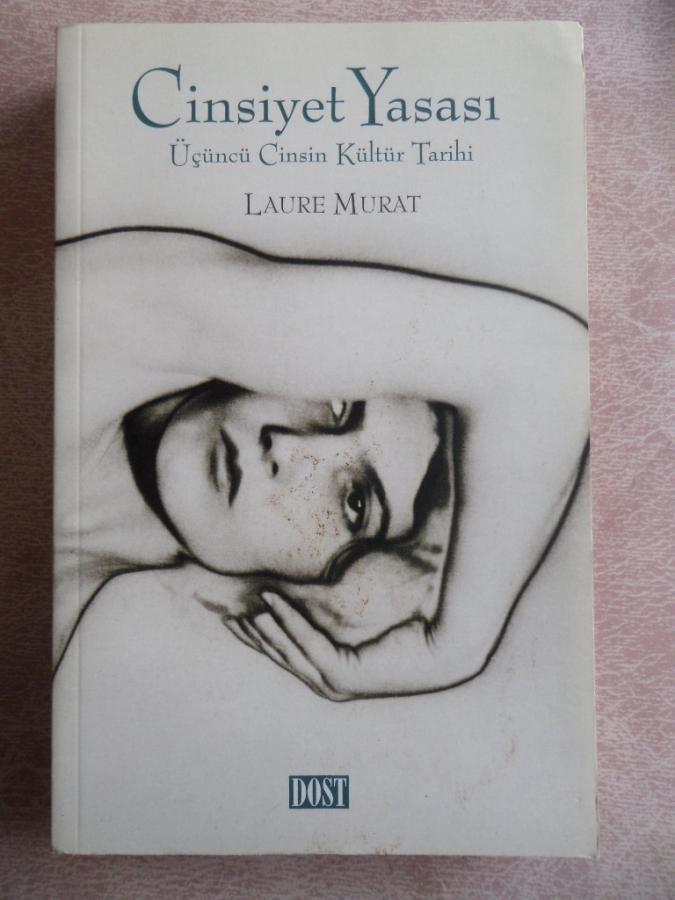 Cinsiyet Yasası
Üçüncü Cinsin Kültür Tarihi
LAURE MURAT
DOST